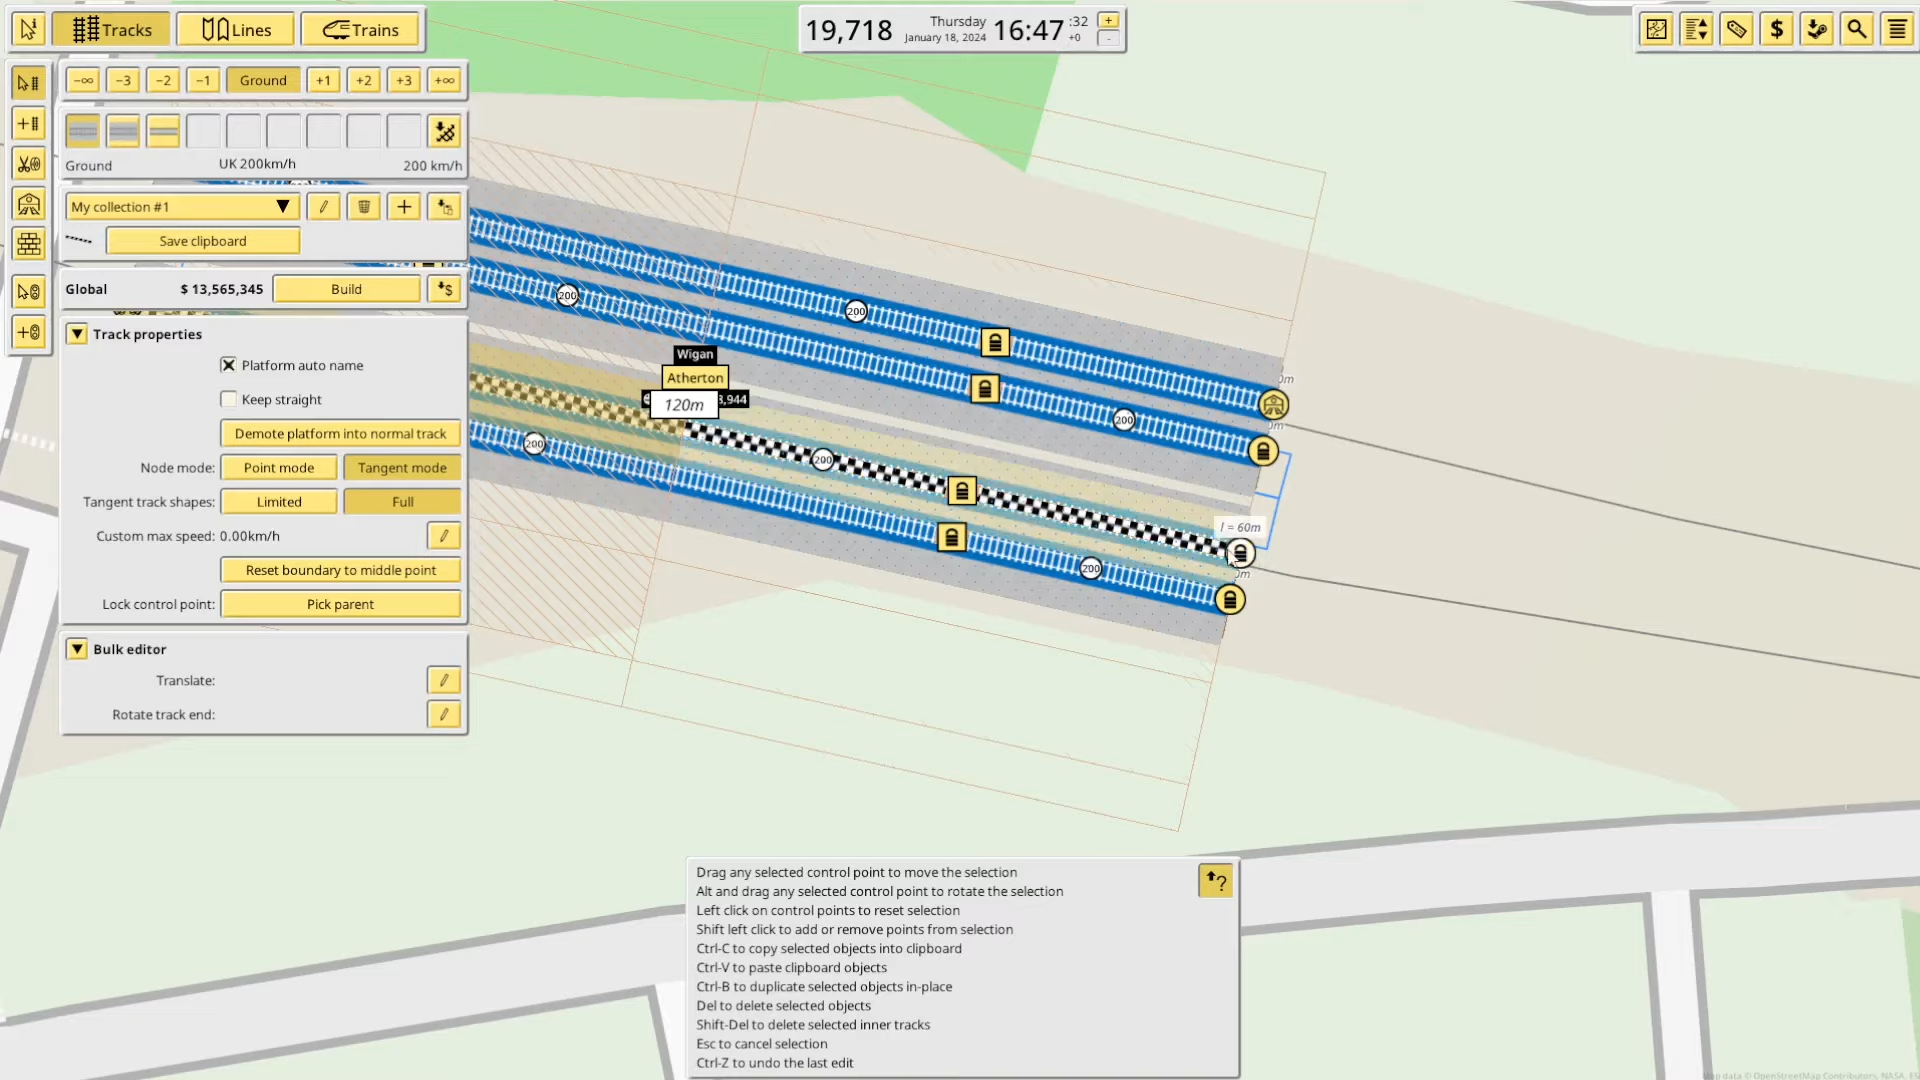 Tracks
Lines
Trains
19,718
Thursday
January 18, 2024
16:47
:32
+0
+
-
$
−∞
−3
−2
−1
Ground
+1
+2
+3
+∞
Ground
UK 200km/h
200 km/h
My collection #1
Save clipboard
Global
$ 13,565,345
Build
Track properties
Platform auto name
Keep straight
Demote platform into normal track
Node mode:
Point mode
Tangent mode
Tangent track shapes:
Limited
Full
Custom max speed:
0.00km/h
Reset boundary to middle point
Lock control point:
Pick parent
Bulk editor
Translate:
Rotate track end:
200
200
Wigan
Atherton
120m
200
200
200
200
l = 60m
Drag any selected control point to move the selection
Alt and drag any selected control point to rotate the selection
Left click on control points to reset selection
Shift left click to add or remove points from selection
Ctrl-C to copy selected objects into clipboard
Ctrl-V to paste clipboard objects
Ctrl-B to duplicate selected objects in-place
Del to delete selected objects
Shift-Del to delete selected inner tracks
Esc to cancel selection
Ctrl-Z to undo the last edit
?